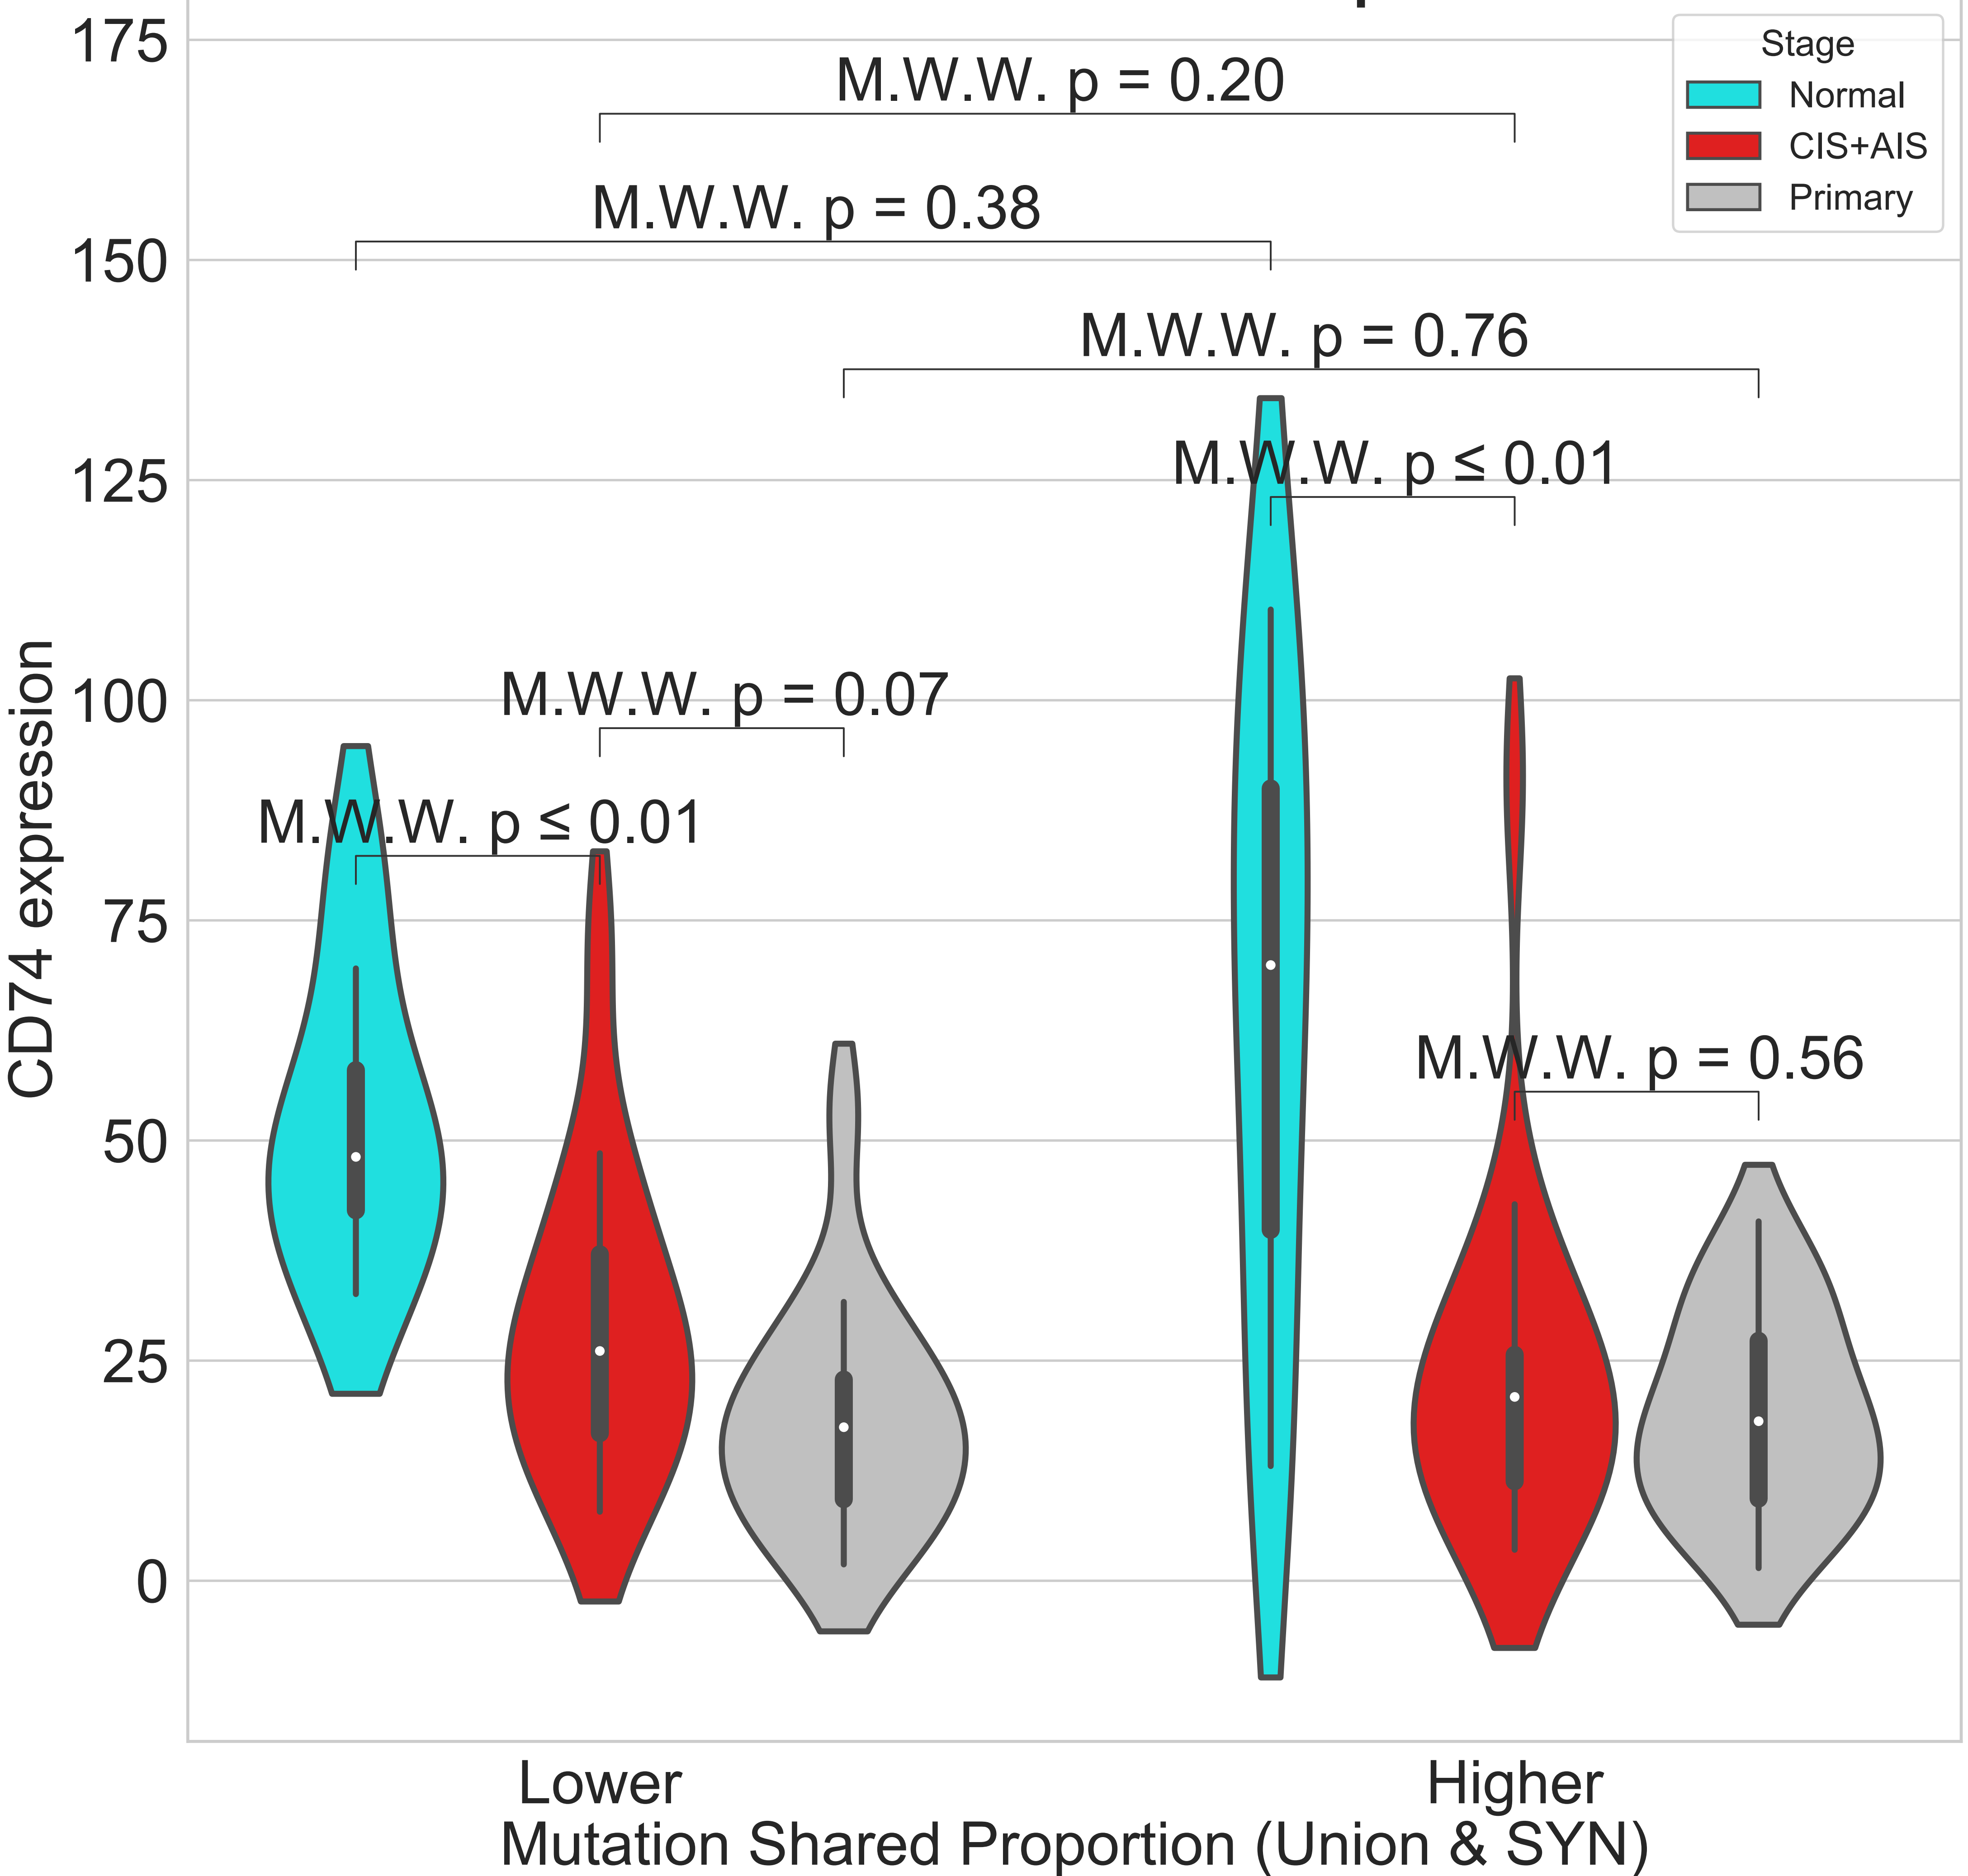 175
M.W.W. p = 0.20
Stage
Normal
CIS+AIS
Primary
M.W.W. p = 0.38
150
M.W.W. p = 0.76
M.W.W. p ≤ 0.01
125
M.W.W. p = 0.07
100
M.W.W. p ≤ 0.01
75
M.W.W. p = 0.56
50
25
0
CD74 expression
Lower
Higher
Mutation Shared Proportion (Union & SYN)